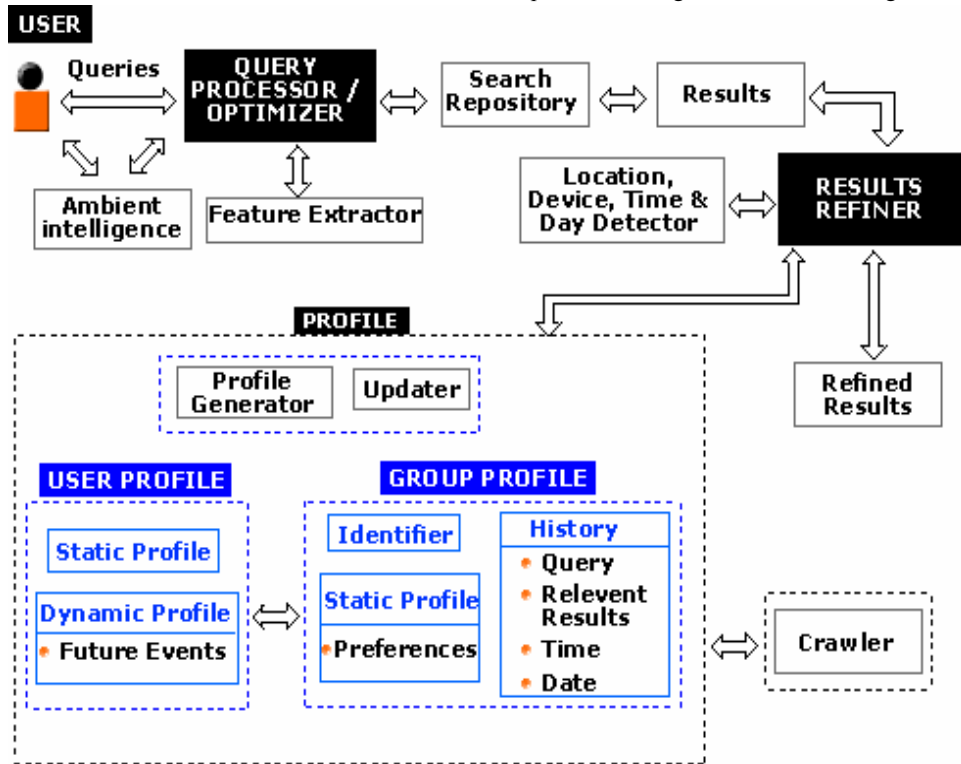 USER
Queries
QUERY
PROCESSOR /
OPTIMIZER
Search
Repository
Results
Ambient
intelligence
Feature Extractor
Location,
Device, Time &
Day Detector
RESULTS
REFINER
PROFILE
Profile
Generator
Updater
Refined
Results
USER PROFILE
GROUP PROFILE
Static Profile
Dynamic Profile
Future Events
Identifier
Static Profile
Preferences
History
Query
Relevent
Results
Time
Date
Crawler